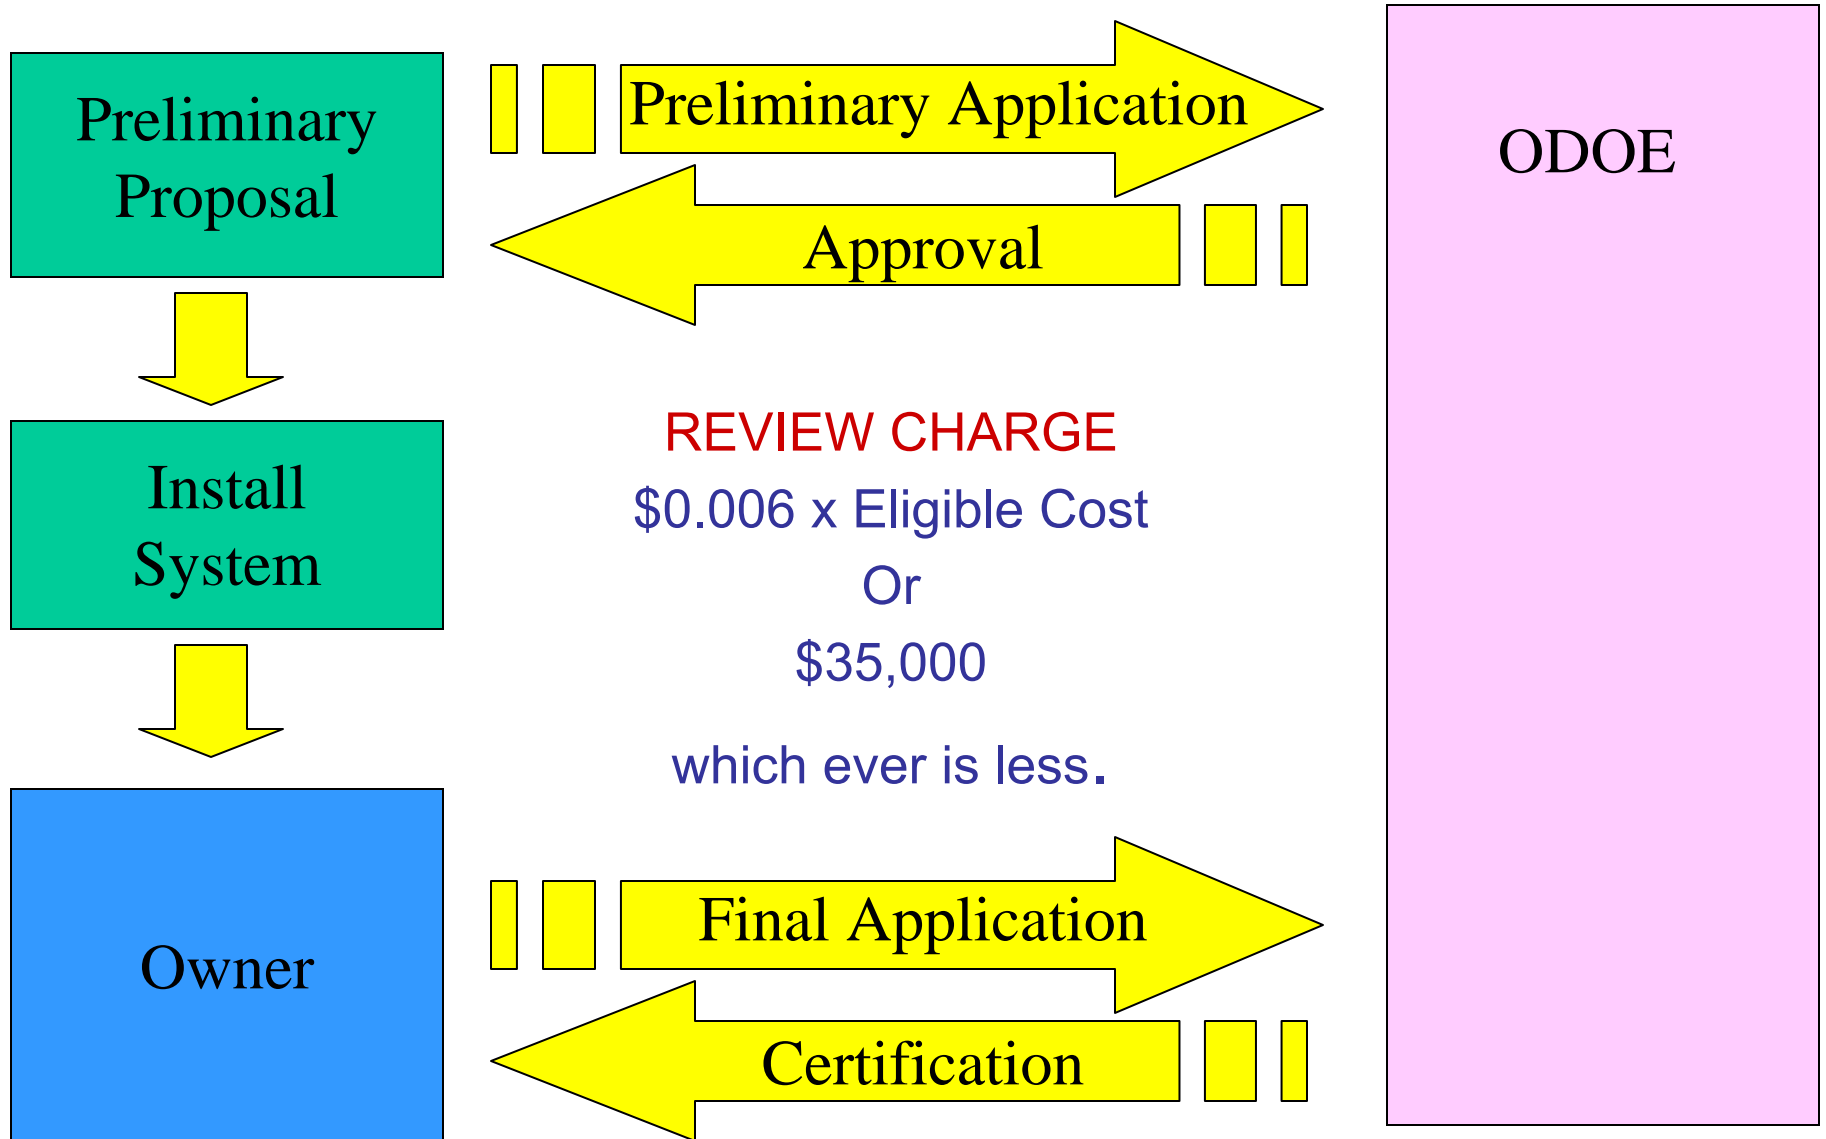 Preliminary
Proposal
Preliminary Application
Approval
ODOE
Install
System
REVIEW CHARGE
$0.006 x Eligible Cost
Or
$35,000
which ever is less.
Owner
Final Application
Certification